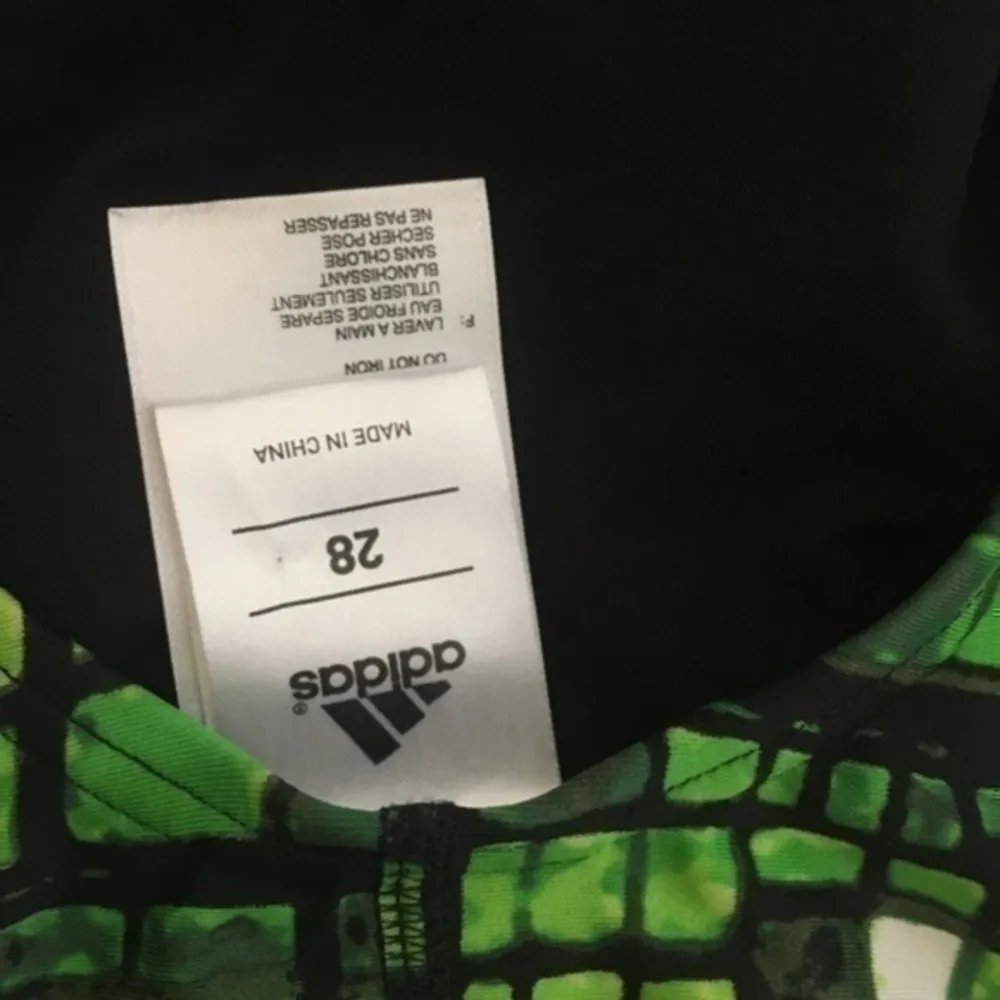 adidas®
28
MADE IN CHINA
DO NOT IRON
F: LAVER A MAIN
EAU FROIDE SEPARE
UTILISER SEULEMENT
BLANCHISSANT
SANS CHLORE
SECHER POSE
NE PAS REPASSER